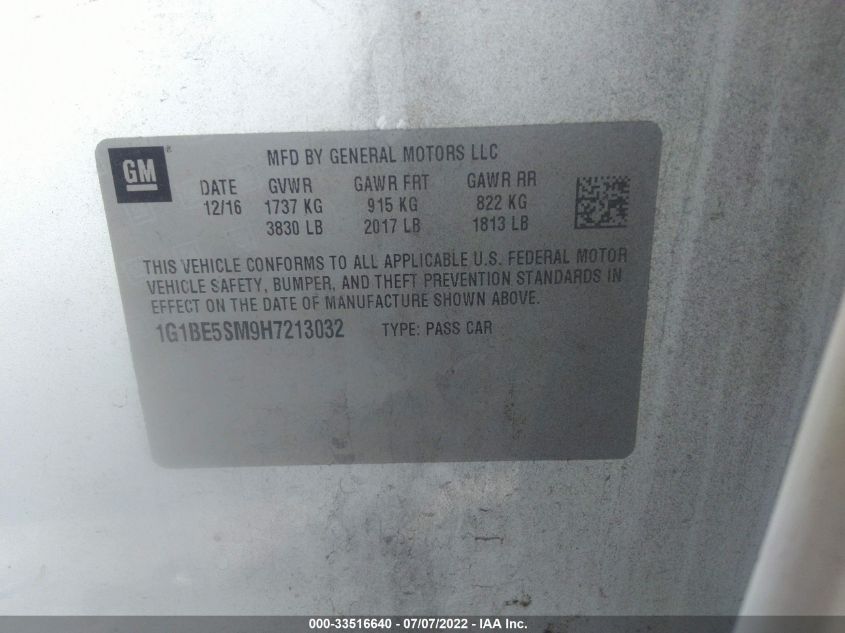 GM ®
MFD BY GENERAL MOTORS LLC
DATE GVWR GAWR FRT GAWR RR
12/16 1737 KG 915 KG 822 KG
3830 LB 2017 LB 1813 LB
THIS VEHICLE CONFORMS TO ALL APPLICABLE U.S. FEDERAL MOTOR
VEHICLE SAFETY, BUMPER, AND THEFT PREVENTION STANDARDS IN
EFFECT ON THE DATE OF MANUFACTURE SHOWN ABOVE.
1G1BE5SM9H7213032 TYPE: PASS CAR
000-33516640 - 07/07/2022 - IAA Inc.